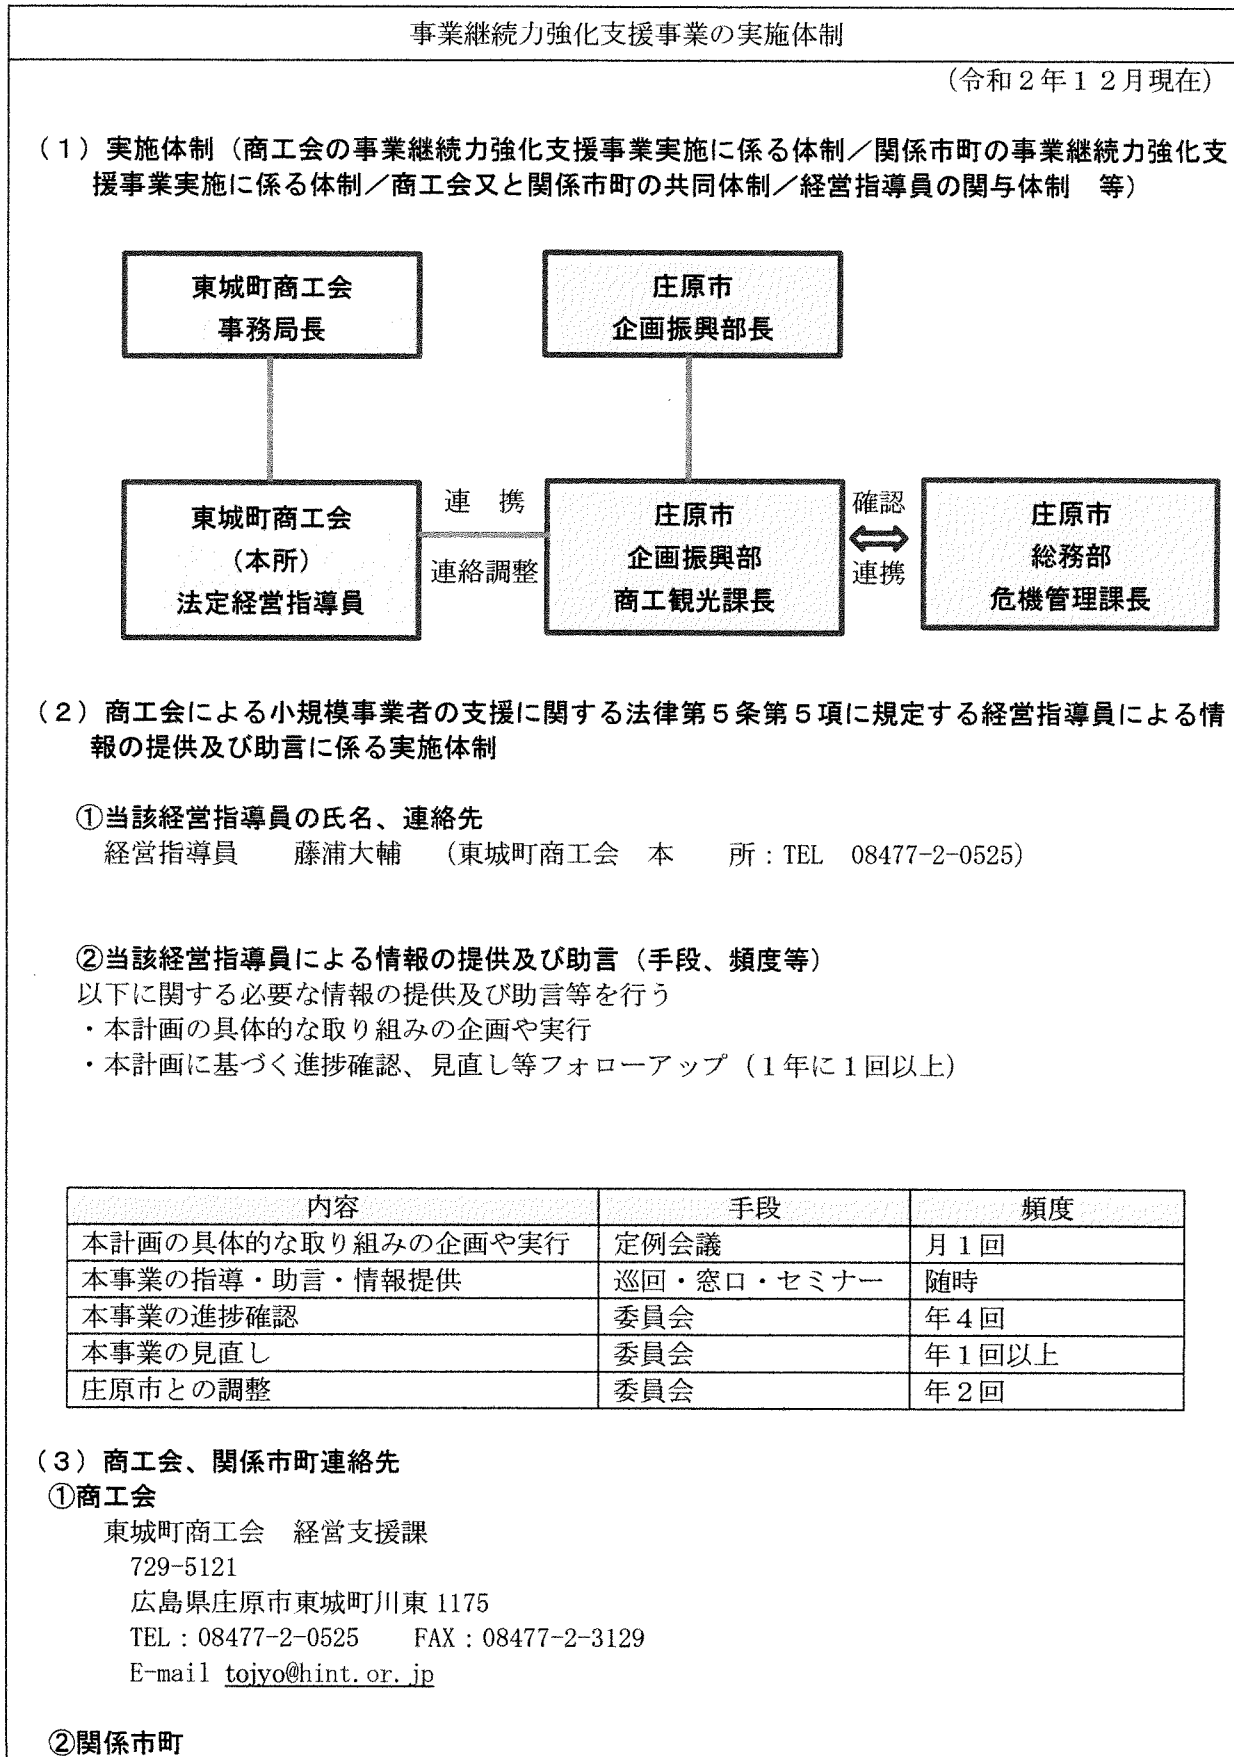 事業継続力強化支援事業の実施体制
（令和２年１２月現在）
（１）実施体制（商工会の事業継続力強化支援事業実施に係る体制／関係市町の事業継続力強化支
援事業実施に係る体制／商工会又と関係市町の共同体制／経営指導員の関与体制　等）
東城町商工会
事務局長
庄原市
企画振興部長
東城町商工会
（本所）
法定経営指導員
連　携
連絡調整
庄原市
企画振興部
商工観光課長
確認
連携
庄原市
総務部
危機管理課長
（２）商工会による小規模事業者の支援に関する法律第５条第５項に規定する経営指導員による情
報の提供及び助言に係る実施体制
①当該経営指導員の氏名、連絡先
経営指導員　　藤浦大輔　（東城町商工会　本　　所：TEL　08477-2-0525）
②当該経営指導員による情報の提供及び助言（手段、頻度等）
以下に関する必要な情報の提供及び助言等を行う
・本計画の具体的な取り組みの企画や実行
・本計画に基づく進捗確認、見直し等フォローアップ（１年に１回以上）
内容　手段　頻度
本計画の具体的な取り組みの企画や実行　定例会議　月１回
本事業の指導・助言・情報提供　巡回・窓口・セミナー　随時
本事業の進捗確認　委員会　年４回
本事業の見直し　委員会　年１回以上
庄原市との調整　委員会　年２回
（３）商工会、関係市町連絡先
①商工会
東城町商工会　経営支援課
729-5121
広島県庄原市東城町川東 1175
TEL：08477-2-0525　　FAX：08477-2-3129
E-mail tojyo@hint.or.jp
②関係市町